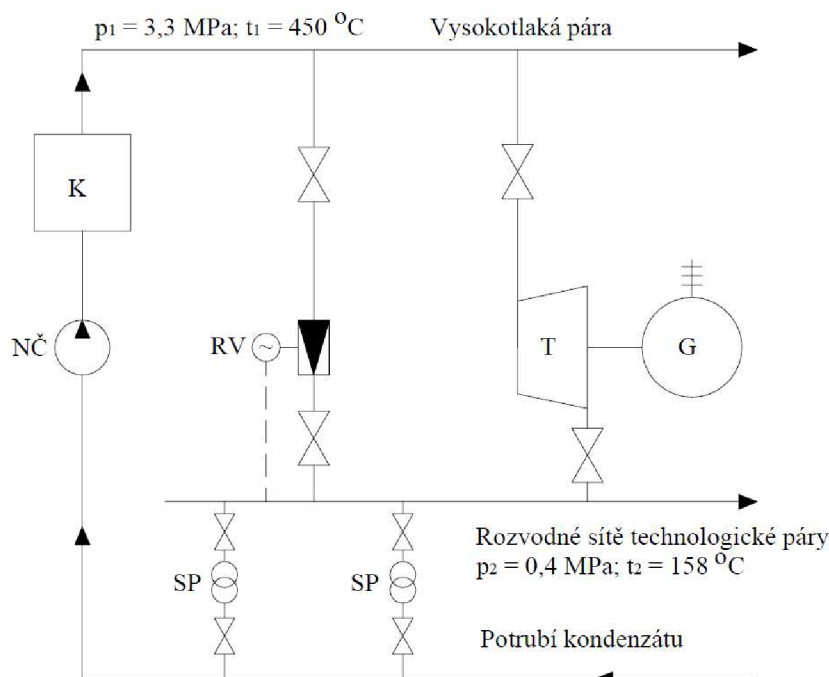 p1 = 3,3 MPa; t1 = 450 °C
Vysokotlaká pára
K
NČ
RV
~
T
G
Rozvodné sítě technologické páry
p2 = 0,4 MPa; t2 = 158 °C
SP
SP
Potrubí kondenzátu